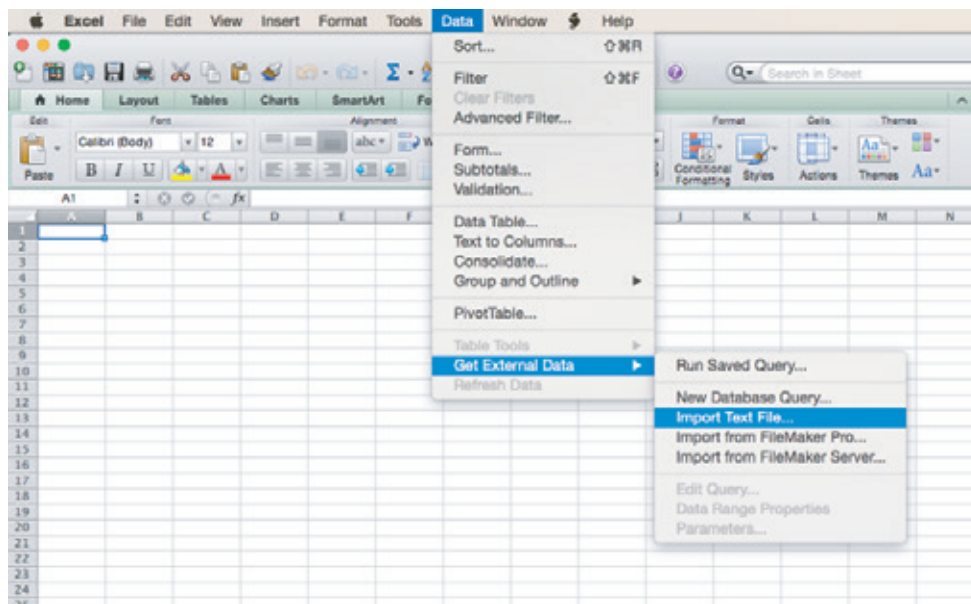 Excel File Edit View Insert Format Tools Data Window Help
Search in Sheet
Home Layout Tables Charts SmartArt Fo
Edit Font Alignment Format Cells Themes
Calibri (Body) 12 abc W
Paste B I U A Conditional Formatting Styles Actions Themes Aa
A1 fx
A B C D E F J K L M N
1
2
3
4
5
6
7
8
9
10
11
12
13
14
15
16
17
18
19
20
21
22
23
24
Sort... ⇧⌘R
Filter ⇧⌘F
Clear Filters
Advanced Filter...
Form...
Subtotals...
Validation...
Data Table...
Text to Columns...
Consolidate...
Group and Outline
PivotTable...
Table Tools
Get External Data
Refresh Data
Run Saved Query...
New Database Query...
Import Text File...
Import from FileMaker Pro...
Import from FileMaker Server...
Edit Query...
Data Range Properties
Parameters...